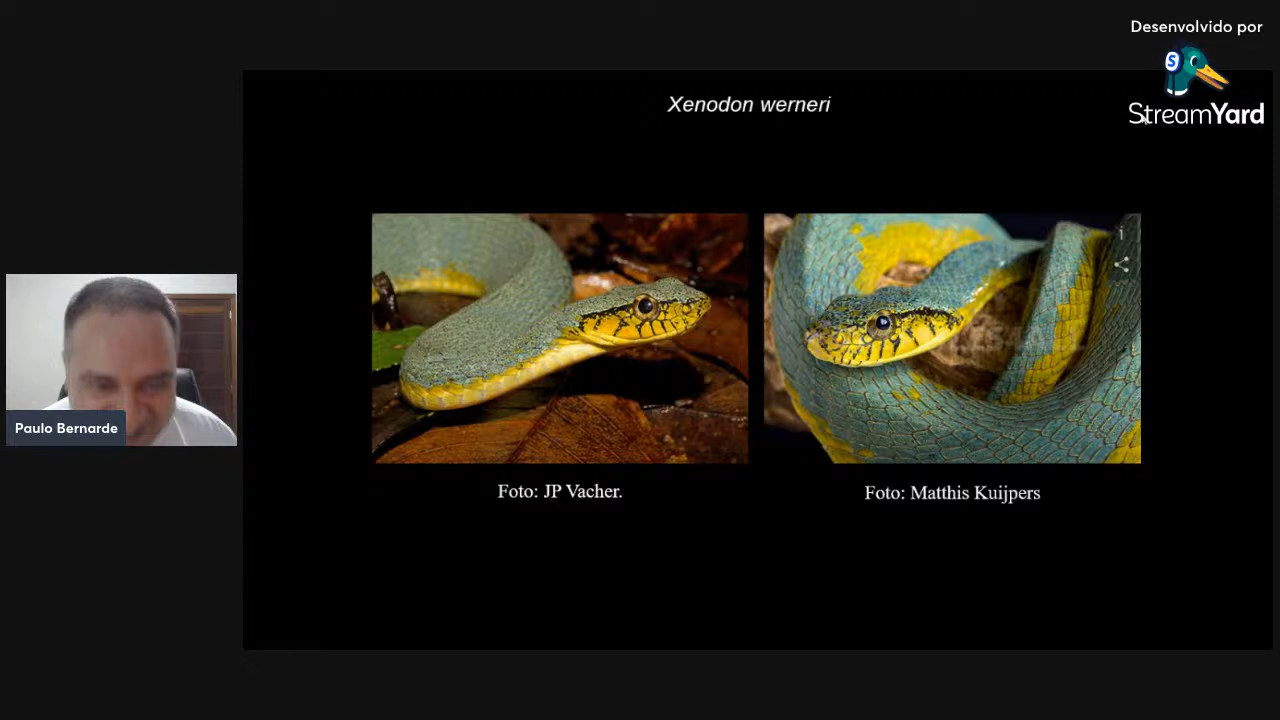 Desenvolvido por
StreamYard
Xenodon werneri
Paulo Bernarde
Foto: JP Vacher.
Foto: Matthis Kuijpers